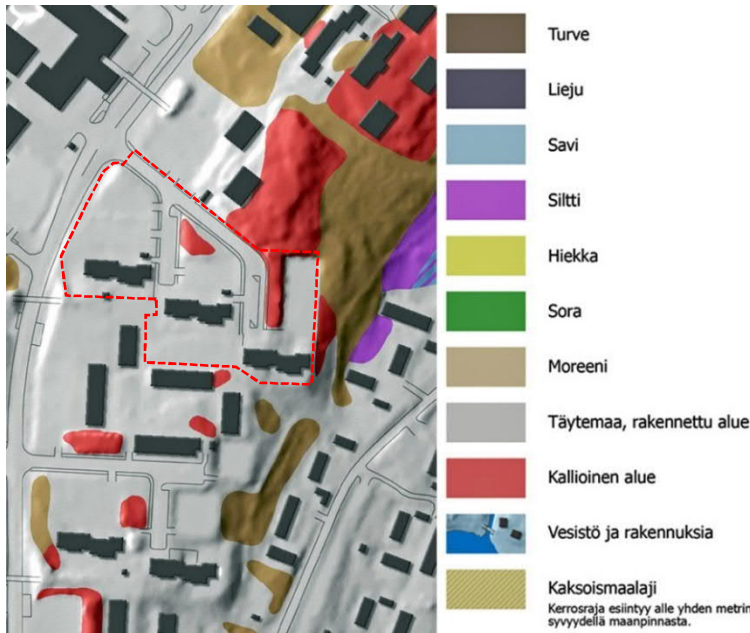 Turve
Lieju
Savi
Siltti
Hiekka
Sora
Moreeni
Täytemaa, rakennettu alue
Kallioinen alue
Vesistö ja rakennuksia
Kaksoismaalaji
Kerrosraja esiintyy alle yhden metrin
syvyydellä maanpinnasta.